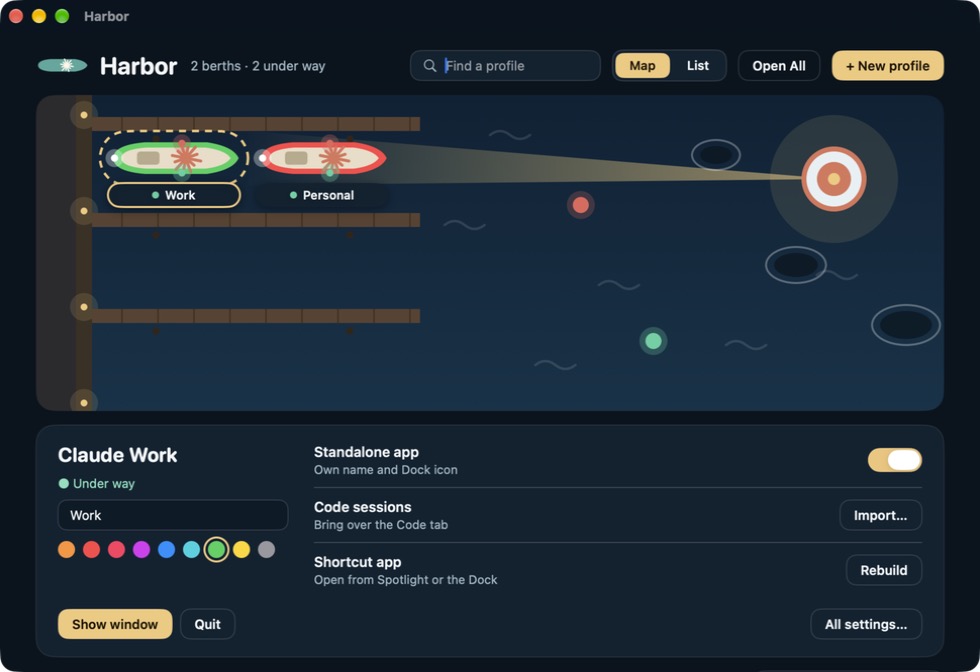 Harbor
Harbor
2 berths · 2 under way
Find a profile
Map
List
Open All
+ New profile
Work
Personal
Claude Work
Under way
Work
Show window
Quit
Standalone app
Own name and Dock icon
Code sessions
Bring over the Code tab
Import...
Shortcut app
Open from Spotlight or the Dock
Rebuild
All settings...